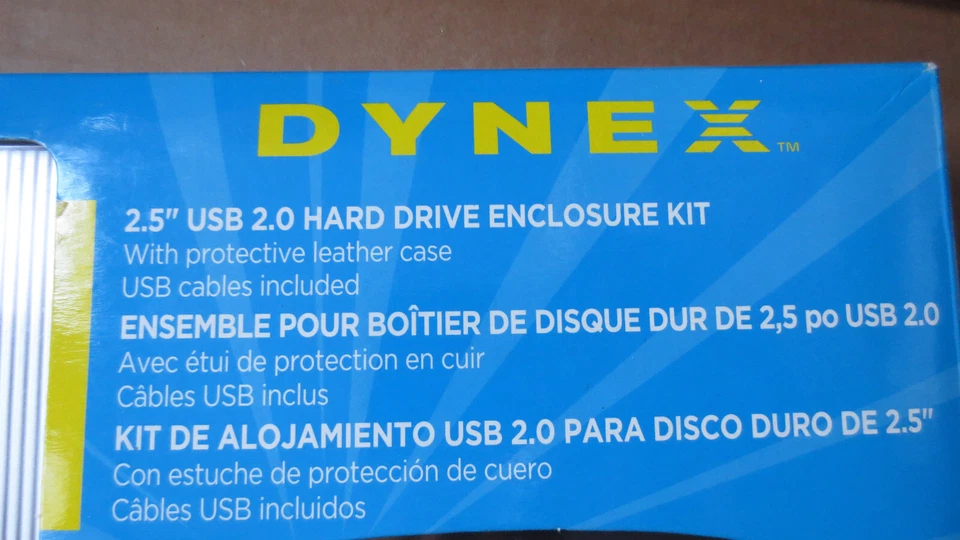 DYNEX™
2.5" USB 2.0 HARD DRIVE ENCLOSURE KIT
With protective leather case
USB cables included
ENSEMBLE POUR BOÎTIER DE DISQUE DUR DE 2,5 po USB 2.0
Avec étui de protection en cuir
Câbles USB inclus
KIT DE ALOJAMIENTO USB 2.0 PARA DISCO DURO DE 2.5"
Con estuche de protección de cuero
Câbles USB incluidos